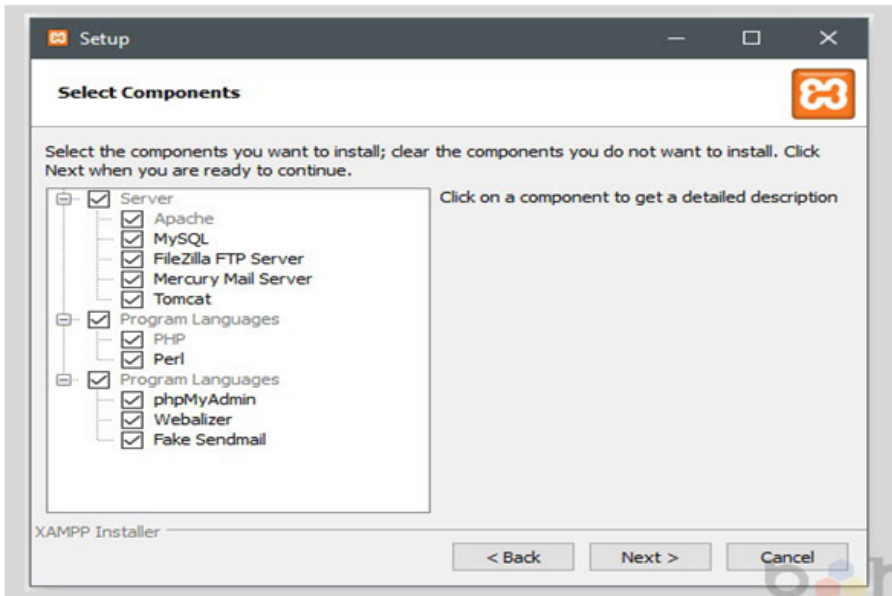 Setup
Select Components
Select the components you want to install; clear the components you do not want to install. Click
Next when you are ready to continue.
Server
Apache
MySQL
FileZilla FTP Server
Mercury Mail Server
Tomcat
Program Languages
PHP
Perl
Program Languages
phpMyAdmin
Webalizer
Fake Sendmail
Click on a component to get a detailed description
XAMPP Installer
< Back
Next >
Cancel